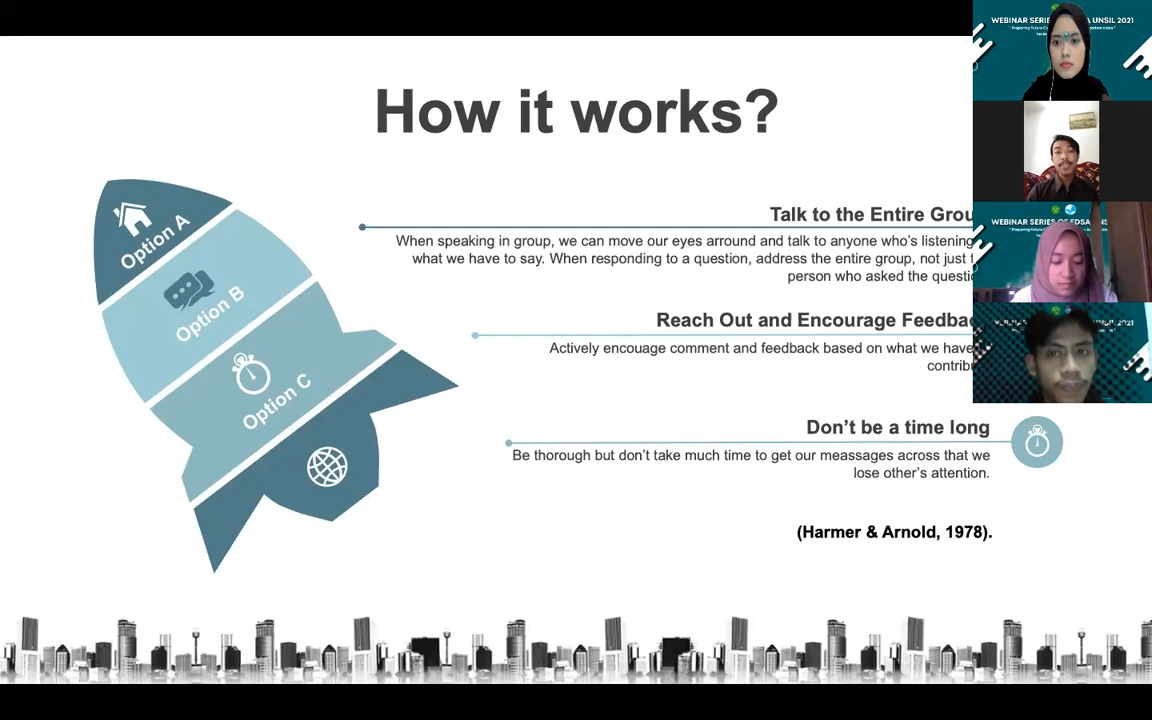 How it works?
Talk to the Entire Grou
When speaking in group, we can move our eyes arround and talk to anyone who's listening
what we have to say. When responding to a question, address the entire group, not just
person who asked the questi
Reach Out and Encourage Feedba
Actively encouage comment and feedback based on what we have
contrib
Don't be a time long
Be thorough but don't take much time to get our meassages across that we
lose other's attention.
(Harmer & Arnold, 1978).
Option A
Option B
Option C
WEBINAR SERIES UNSIL 2021
WEBINAR SERIES OF EDSA
2021